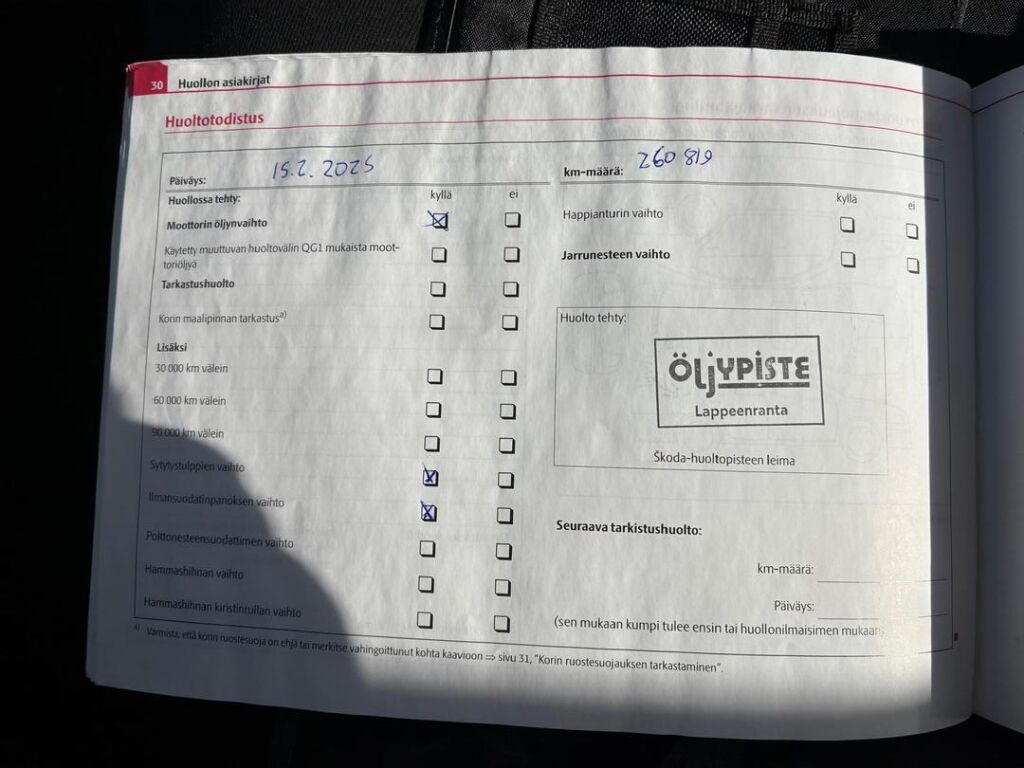 30 Huollon asiakirjat
Huoltotodistus
Päiväys: 15.2. 2025
Huollossa tehty: kyllä ei
Moottorin öljynvaihto
Käytetty muuttuvan huoltovälin QG1 mukaista moot-
toriöljyä
Tarkastushuolto
Korin maalipinnan tarkastus a)
Lisäksi
30 000 km välein
60 000 km välein
90 000 km välein
Sytytystulppien vaihto
Ilmansuodatinpanoksen vaihto
Polttonesteensuodattimen vaihto
Hammashihnan vaihto
Hammashihnan kiristinrullan vaihto
km-määrä: 260 819
kyllä ei
Happianturin vaihto
Jarrunesteen vaihto
Huolto tehty:
ÖljYPiSTE
Lappeenranta
Škoda-huoltopisteen leima
Seuraava tarkistushuolto:
km-määrä:
Päiväys:
(sen mukaan kumpi tulee ensin tai huollonilmaisimen mukaan
a) Varmista, että korin ruostesuoja on ehjä tai merkitse vahingoittunut kohta kaavioon ⇒ sivu 31, "Korin ruostesuojauksen tarkastaminen".